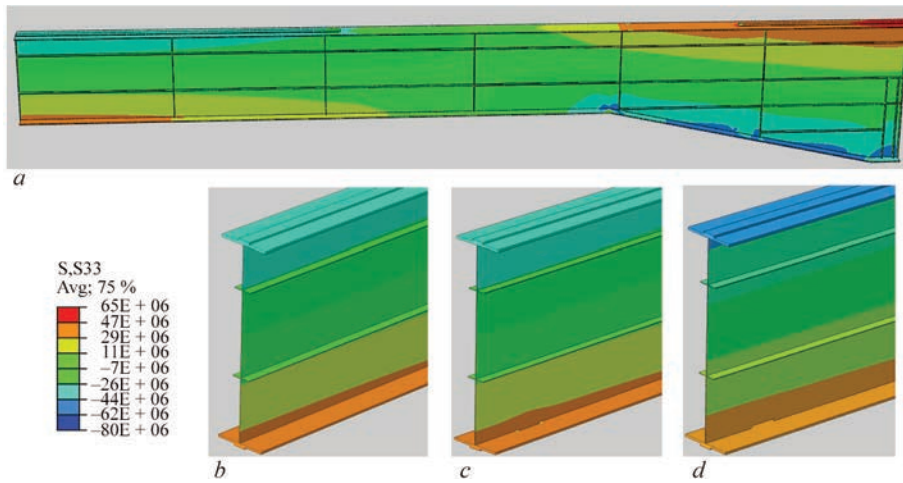 a
S,S33
Avg; 75 %
65E + 06
47E + 06
29E + 06
11E + 06
–7E + 06
–26E + 06
–44E + 06
–62E + 06
–80E + 06
b
c
d